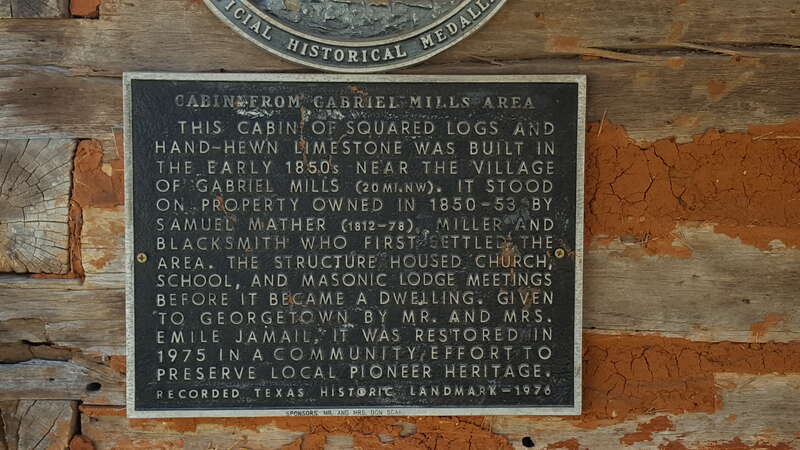 OFFICIAL HISTORICAL MEDALLION
CABIN FROM GABRIEL MILLS AREA
THIS CABIN OF SQUARED LOGS AND
HAND-HEWN LIMESTONE WAS BUILT IN
THE EARLY 1850s NEAR THE VILLAGE
OF GABRIEL MILLS (20 MI. NW). IT STOOD
ON PROPERTY OWNED IN 1850-53 BY
SAMUEL MATHER (1812-78), MILLER AND
BLACKSMITH WHO FIRST SETTLED THE
AREA. THE STRUCTURE HOUSED CHURCH,
SCHOOL, AND MASONIC LODGE MEETINGS
BEFORE IT BECAME A DWELLING. GIVEN
TO GEORGETOWN BY MR. AND MRS.
EMILE JAMAIL, IT WAS RESTORED IN
1975 IN A COMMUNITY EFFORT TO
PRESERVE LOCAL PIONEER HERITAGE.
RECORDED TEXAS HISTORIC LANDMARK-1976
SPONSORS: MR. AND MRS. DON